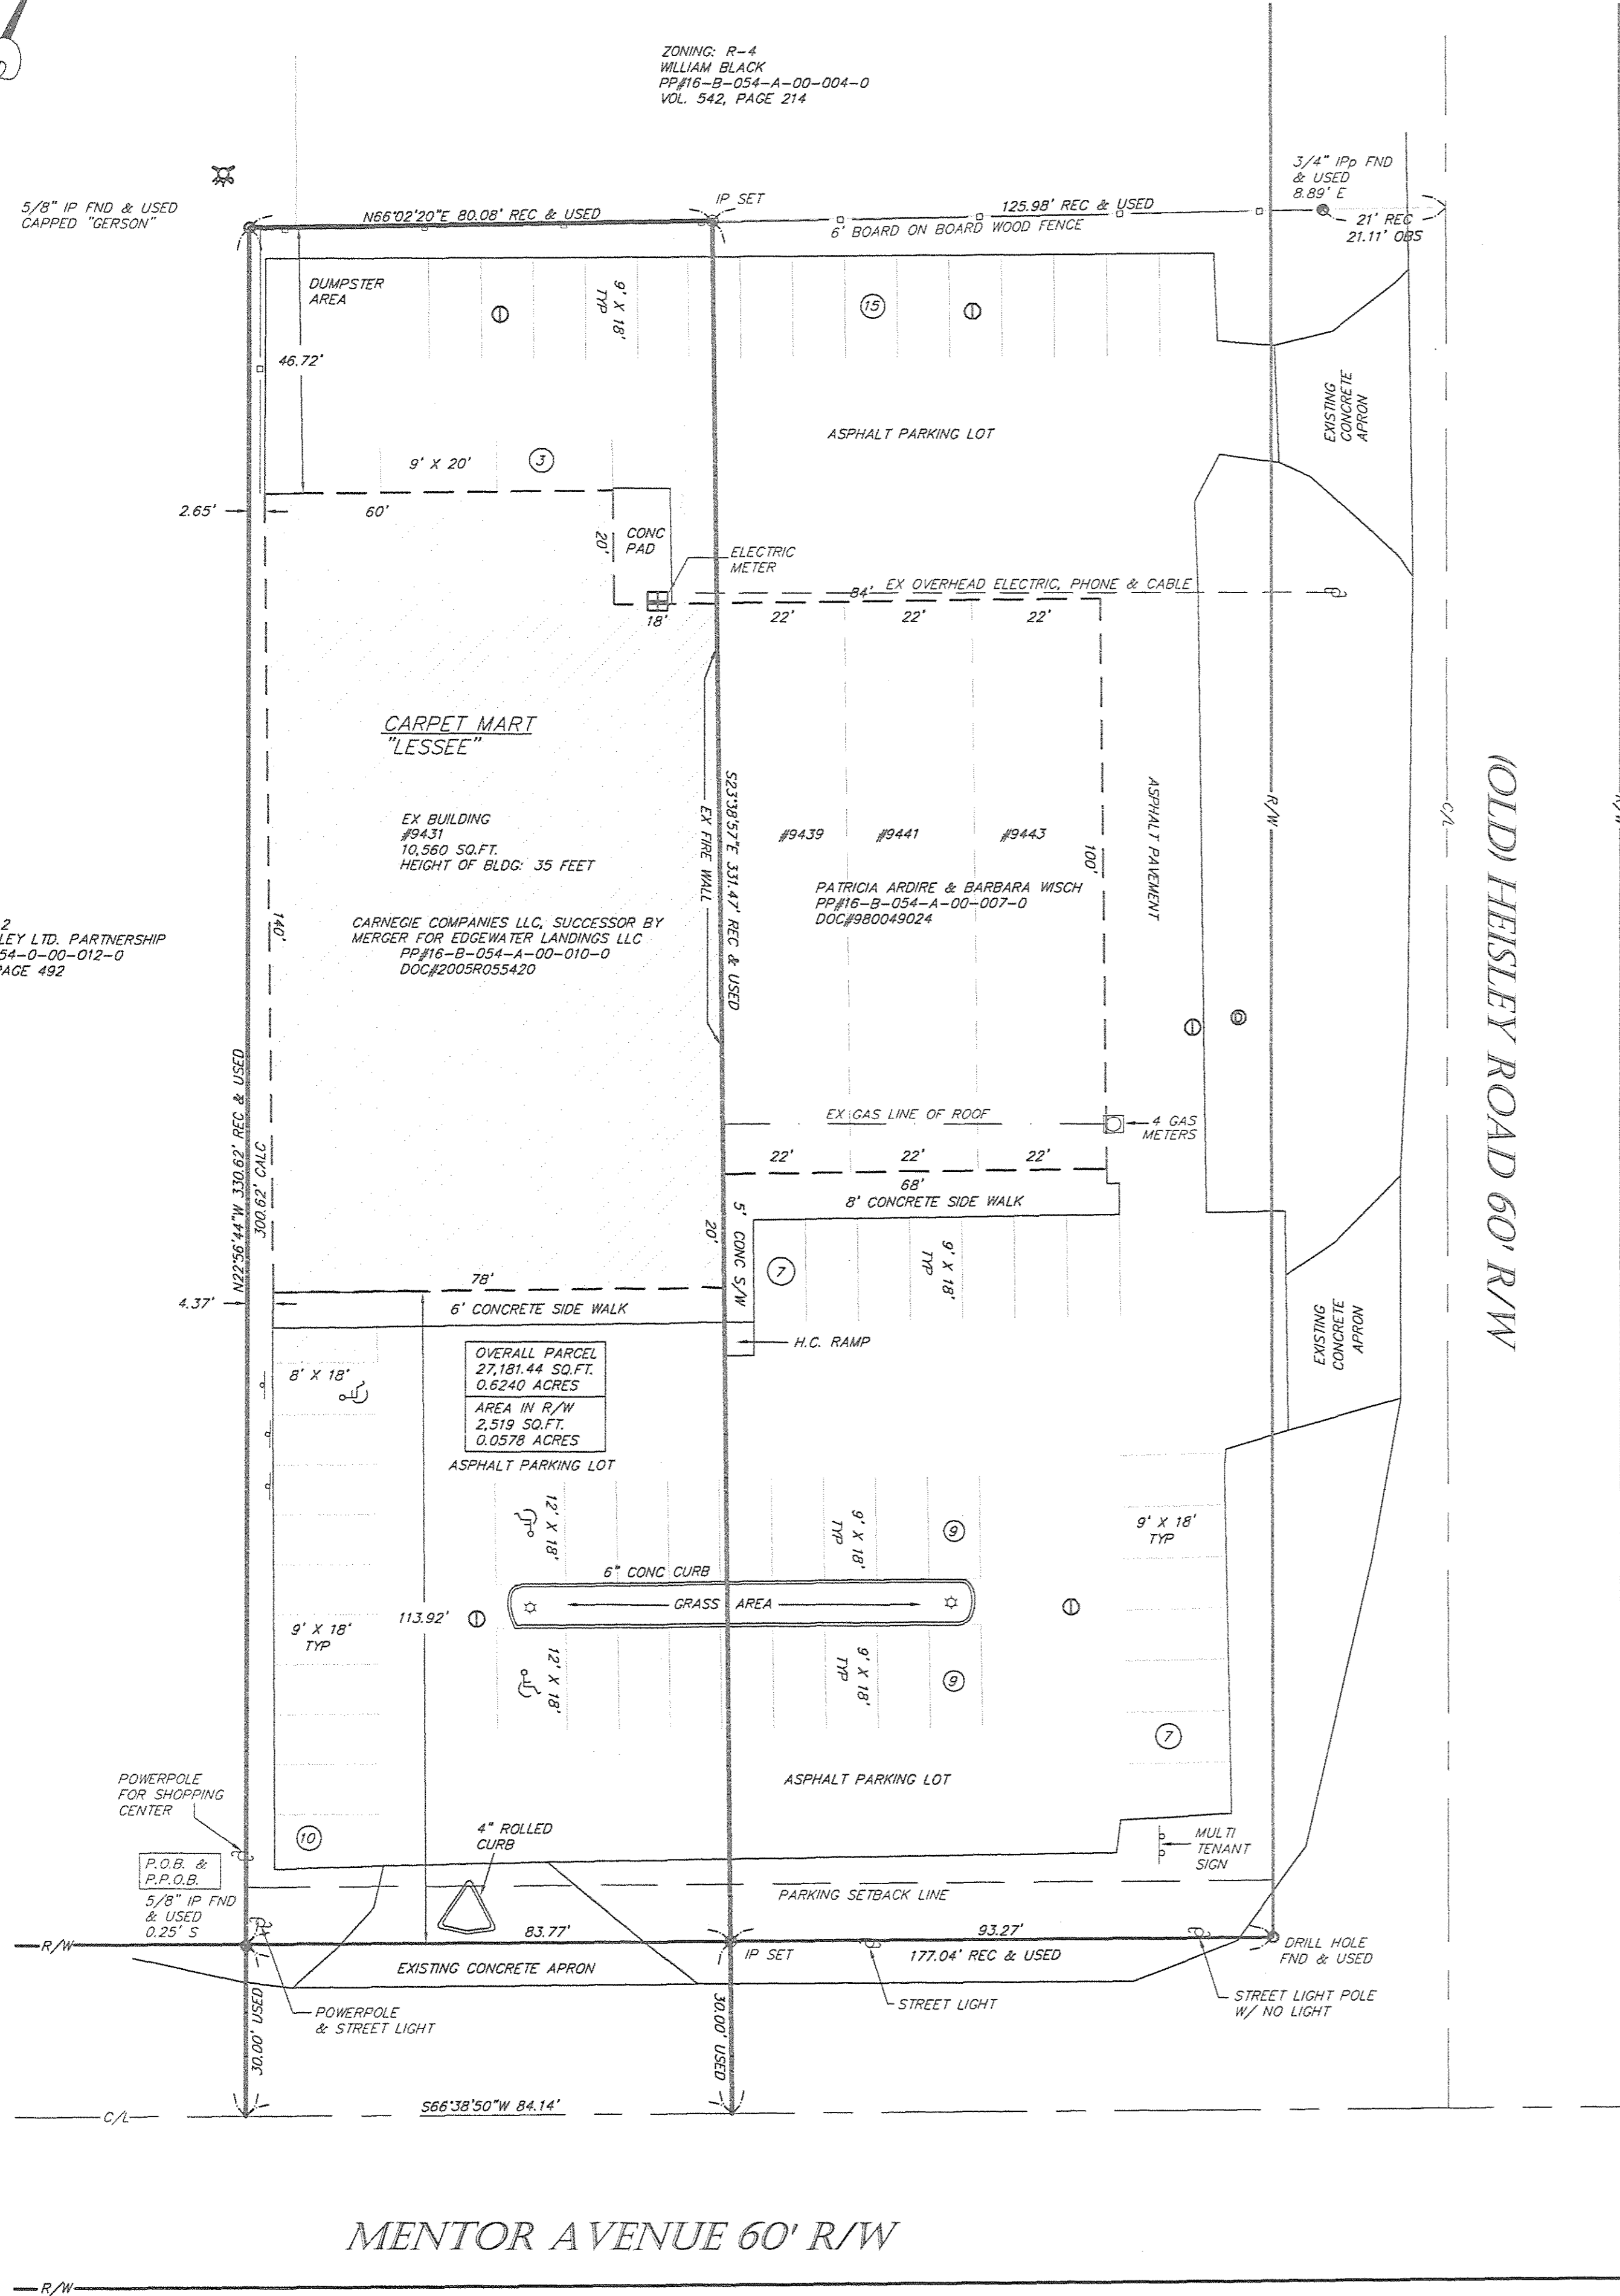 ZONING: R-4
WILLIAM BLACK
PP#16-B-054-A-00-004-0
VOL. 542, PAGE 214
3/4" IPp FND
& USED
8.89' E
21' REC
21.11' OBS
5/8" IP FND & USED
CAPPED "GERSON"
N66°02'20"E 80.08' REC & USED
IP SET
125.98' REC & USED
6' BOARD ON BOARD WOOD FENCE
DUMPSTER
AREA
9' X 18'
TYP
15
46.72'
ASPHALT PARKING LOT
EXISTING
CONCRETE
APRON
9' X 20'
3
2.65'
60'
20'
CONC
PAD
ELECTRIC
METER
84'
EX OVERHEAD ELECTRIC, PHONE & CABLE
18'
22'
22'
22'
CARPET MART
"LESSEE"
EX BUILDING
#9431
10,560 SQ.FT.
HEIGHT OF BLDG: 35 FEET
CARNEGIE COMPANIES LLC, SUCCESSOR BY
MERGER FOR EDGEWATER LANDINGS LLC
PP#16-B-054-A-00-010-0
DOC#2005R055420
140'
EX FIRE WALL
S23°38'57"E 331.47' REC & USED
#9439
#9441
#9443
100'
PATRICIA ARDIRE & BARBARA WISCH
PP#16-B-054-A-00-007-0
DOC#980049024
ASPHALT PAVEMENT
R/W
C/L
(OLD) HEISLEY ROAD 60' R/W
R/W
2
LEY LTD. PARTNERSHIP
54-0-00-012-0
AGE 492
N22°56'44"W 330.62' REC & USED
300.62' CALC
D
EX GAS LINE OF ROOF
4 GAS
METERS
22'
22'
22'
68'
8' CONCRETE SIDE WALK
20'
5' CONC S/W
7
9' X 18'
TYP
78'
4.37'
6' CONCRETE SIDE WALK
H.C. RAMP
EXISTING
CONCRETE
APRON
OVERALL PARCEL
27,181.44 SQ.FT.
0.6240 ACRES
AREA IN R/W
2,519 SQ.FT.
0.0578 ACRES
8' X 18'
ASPHALT PARKING LOT
12' X 18'
9' X 18'
TYP
9
9' X 18'
TYP
6" CONC CURB
GRASS AREA
113.92'
9' X 18'
TYP
12' X 18'
9' X 18'
TYP
9
7
ASPHALT PARKING LOT
POWERPOLE
FOR SHOPPING
CENTER
10
4" ROLLED
CURB
MULTI
TENANT
SIGN
P.O.B. &
P.P.O.B.
5/8" IP FND
& USED
0.25' S
PARKING SETBACK LINE
R/W
83.77'
IP SET
93.27'
177.04' REC & USED
DRILL HOLE
FND & USED
EXISTING CONCRETE APRON
STREET LIGHT
STREET LIGHT POLE
W/ NO LIGHT
POWERPOLE
& STREET LIGHT
30.00' USED
30.00' USED
C/L
S66°38'50"W 84.14'
MENTOR AVENUE 60' R/W
R/W